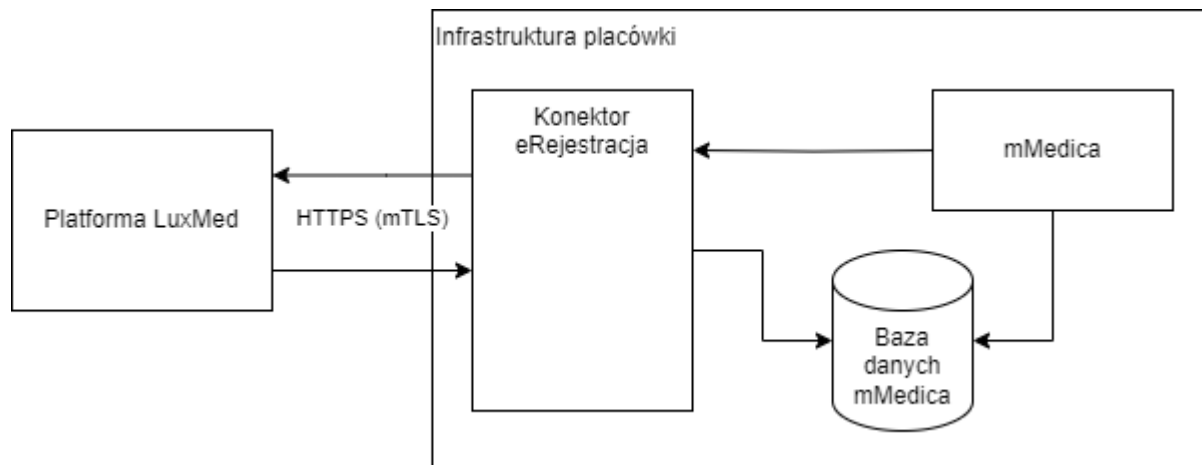 Infrastruktura placówki
Konektor
eRejestracja
mMedica
Platforma LuxMed
HTTPS (mTLS)
Baza
danych
mMedica